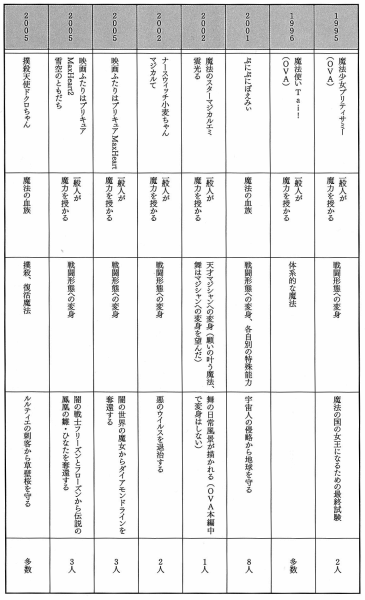 1995
魔法少女プリティサミー
(OVA)
一般人が
魔力を授かる
戦闘形態への変身
魔法の国の女王になるための最終試験
2人
1996
魔法使いTai!
(OVA)
一般人が
魔力を授かる
体系的な魔法
多数
2001
ぷにぷにぽえみぃ
魔法の血族
戦闘形態への変身、各自別の特殊能力
宇宙人の侵略から地球を守る
8人
2002
魔法のスターマジカルエミ
雲光る
一般人が
魔力を授かる
天才マジシャンへの変身(願いの叶う魔法、
舞はマジシャンへの変身を望んだ)
舞の日常風景が描かれる(OVA本編中
で変身はしない)
1人
2002
ナースウィッチ小麦ちゃん
マジカルて
一般人が
魔力を授かる
戦闘形態への変身
悪のウイルスを退治する
2人
2005
映画ふたりはプリキュアMaxHeart
一般人が
魔力を授かる
戦闘形態への変身
闇の世界の魔女からダイアモンドラインを
奪還する
3人
2005
映画ふたりはプリキュア
MaxHeart2
雪空のともだち
一般人が
魔力を授かる
戦闘形態への変身
闇の戦士フリーズンとフローズンから伝説の
鳳凰の雛・ひなたを奪還する
3人
2005
撲殺天使ドクロちゃん
魔法の血族
撲殺、復活魔法
ルルティエの刺客から草壁桜を守る
多数